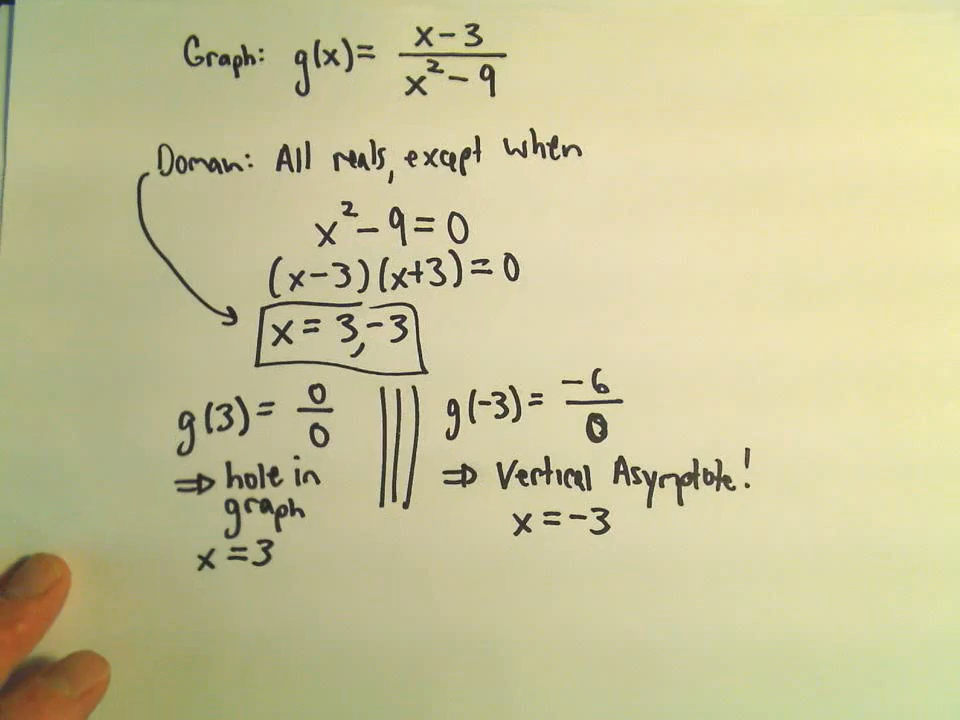 Graph: g(x)= x-3 / x²-9
Doman: All reals, except when
x²-9=0
(x-3)(x+3)=0
x=3,-3
g(3)= 0/0
⇒ hole in
graph
x=3
g(-3)= -6/0
⇒ Vertical Asymptote!
x=-3